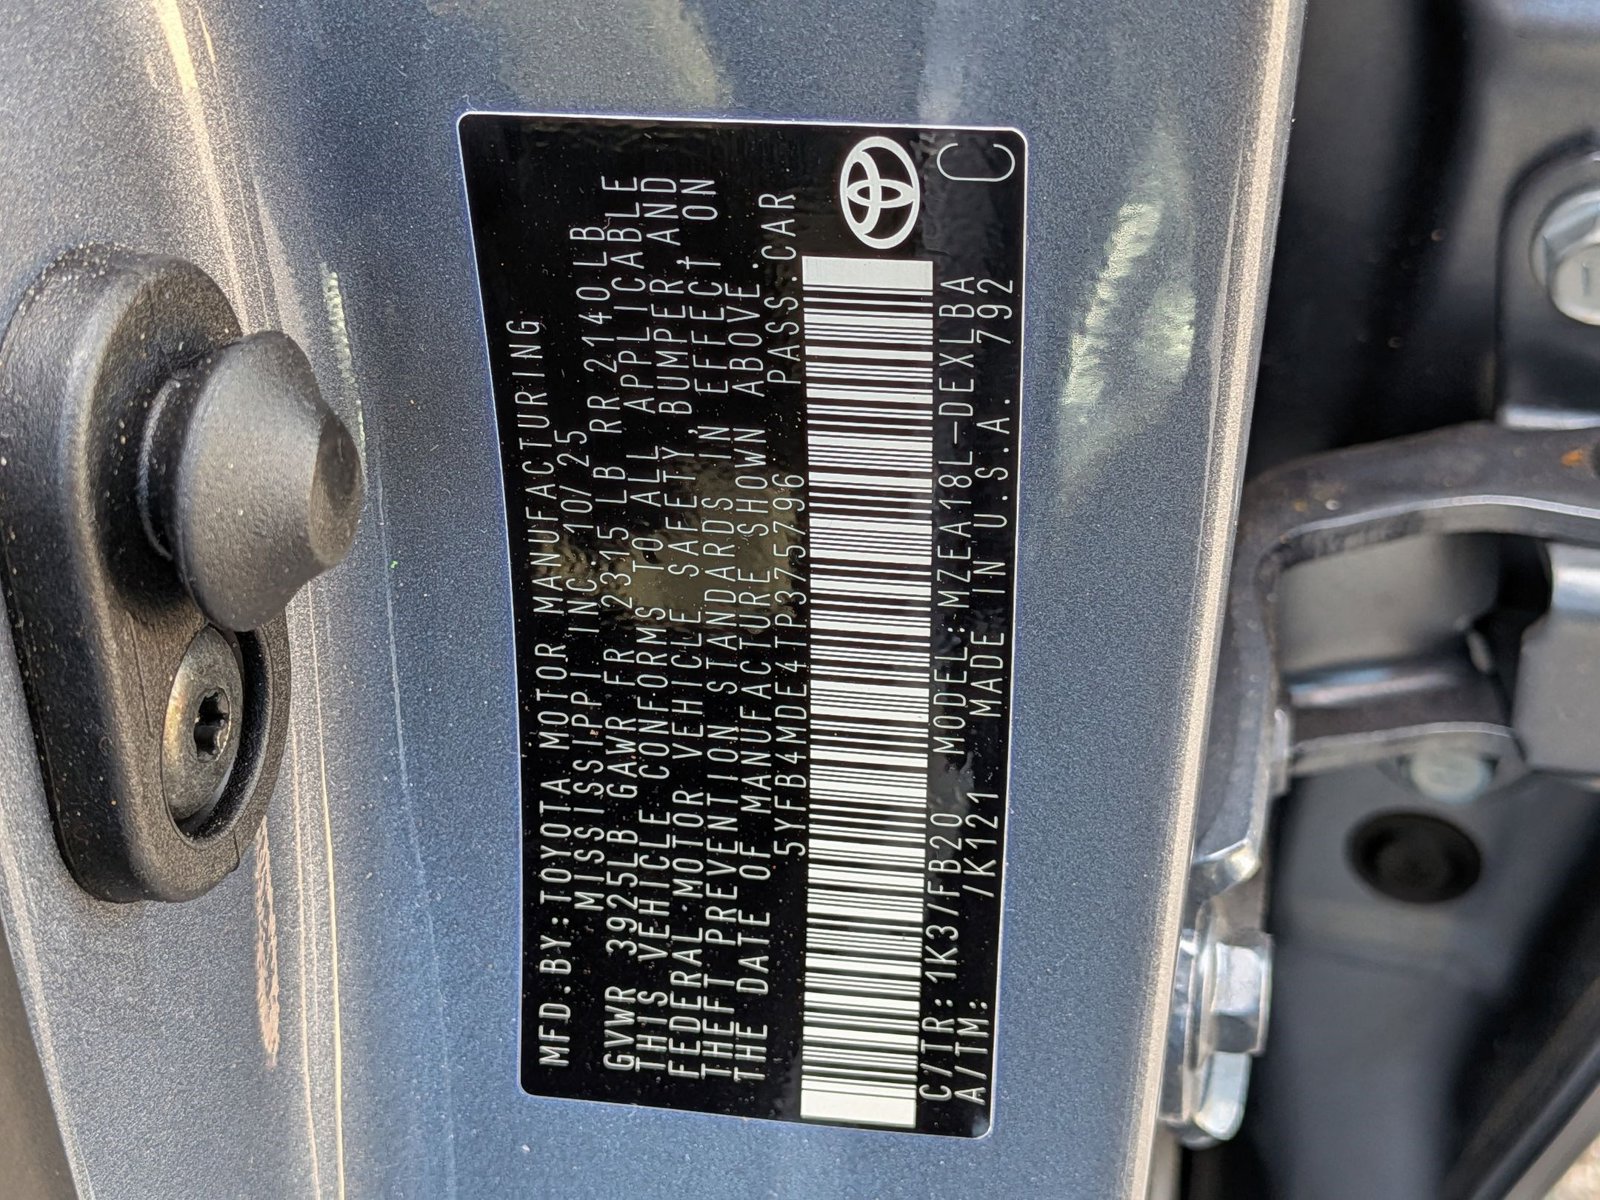 MFD.BY:TOYOTA MOTOR MANUFACTURING
MISSISSIPPI INC. 10/25
GVWR 3925LB GAWR FR 2315LB RR 2140LB
THIS VEHICLE CONFORMS TO ALL APPLICABLE
FEDERAL MOTOR VEHICLE SAFETY, BUMPER, AND
THEFT PREVENTION STANDARDS IN EFFECT ON
THE DATE OF MANUFACTURE SHOWN ABOVE.
5YFB4MDE4TP375796 PASS.CAR
C/TR:1K37/FB20 MODEL:MZEA18L-DEXLBA
A/TM: /K121 MADE IN U.S.A. 792
C